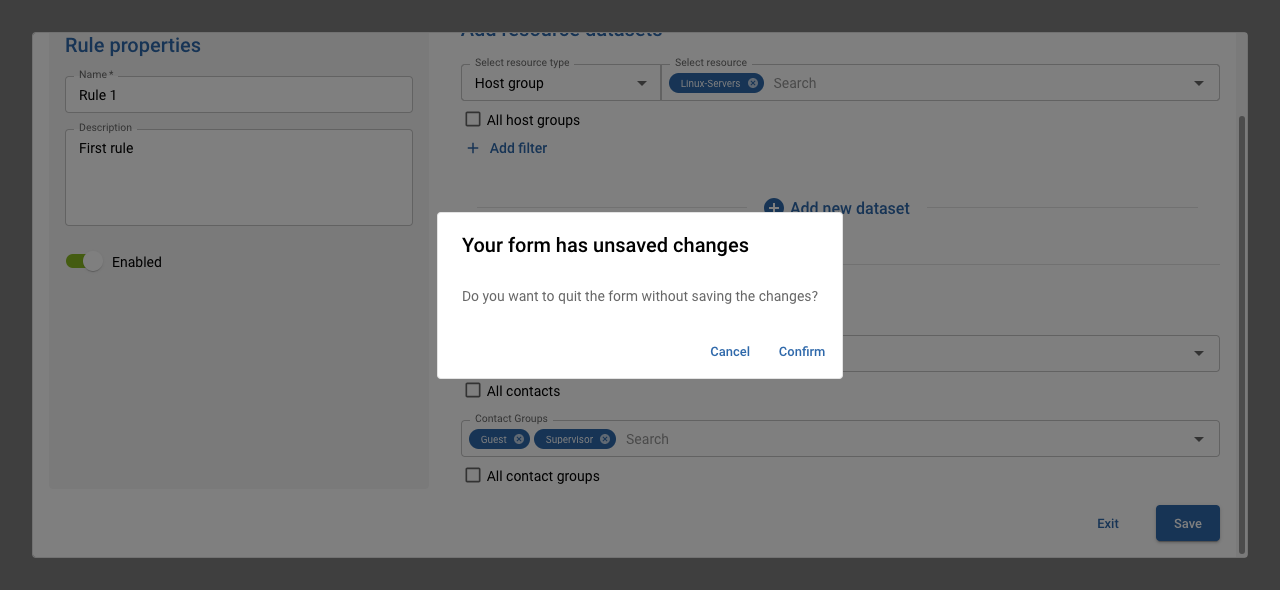 Rule properties
Name *
Rule 1
Description
First rule
Enabled
Add resource datasets
Select resource type
Host group
Select resource
Linux-Servers
Search
All host groups
Add filter
Add new dataset
Your form has unsaved changes
Do you want to quit the form without saving the changes?
Cancel
Confirm
All contacts
Contact Groups
Guest
Supervisor
Search
All contact groups
Exit
Save